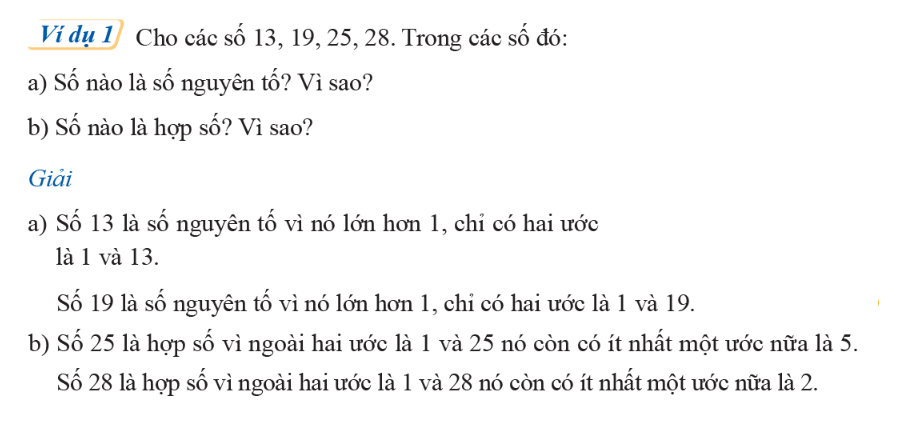 Ví dụ 1 Cho các số 13, 19, 25, 28. Trong các số đó:
a) Số nào là số nguyên tố? Vì sao?
b) Số nào là hợp số? Vì sao?
Giải
a) Số 13 là số nguyên tố vì nó lớn hơn 1, chỉ có hai ước
là 1 và 13.
Số 19 là số nguyên tố vì nó lớn hơn 1, chỉ có hai ước là 1 và 19.
b) Số 25 là hợp số vì ngoài hai ước là 1 và 25 nó còn có ít nhất một ước nữa là 5.
Số 28 là hợp số vì ngoài hai ước là 1 và 28 nó còn có ít nhất một ước nữa là 2.